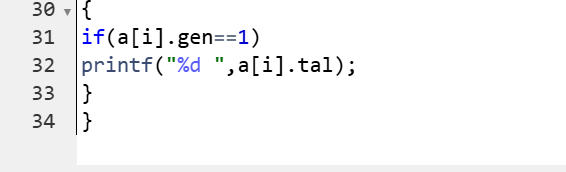 30 {
31 if(a[i].gen==1)
32 printf("%d ",a[i].tal);
33 }
34 }